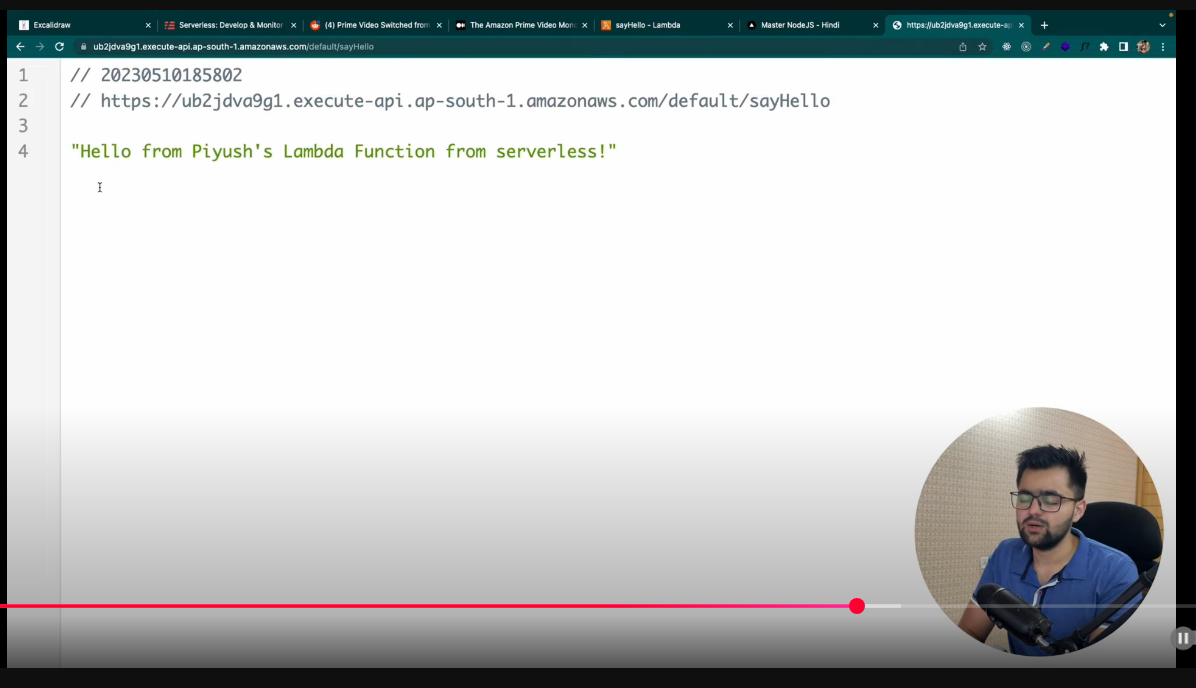 Excalidraw
Serverless: Develop & Monitor
(4) Prime Video Switched from
The Amazon Prime Video Mono
sayHello - Lambda
Master NodeJS - Hindi
https://ub2jdva9g1.execute-ap
ub2jdva9g1.execute-api.ap-south-1.amazonaws.com/default/sayHello
1 // 20230510185802
2 // https://ub2jdva9g1.execute-api.ap-south-1.amazonaws.com/default/sayHello
3
4 "Hello from Piyush's Lambda Function from serverless!"